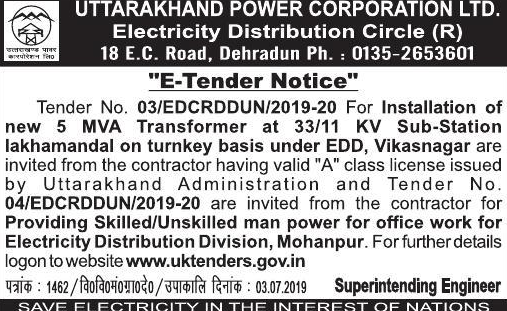 UTTARAKHAND POWER CORPORATION LTD.
Electricity Distribution Circle (R)
18 E.C. Road, Dehradun Ph. : 0135-2653601
उत्तराखण्ड पावर
कारपोरेशन लि०
"E-Tender Notice"
Tender No. 03/EDCRDDUN/2019-20 For Installation of
new 5 MVA Transformer at 33/11 KV Sub-Station
lakhamandal on turnkey basis under EDD, Vikasnagar are
invited from the contractor having valid "A" class license issued
by Uttarakhand Administration and Tender No.
04/EDCRDDUN/2019-20 are invited from the contractor for
Providing Skilled/Unskilled man power for office work for
Electricity Distribution Division, Mohanpur. For further details
logon to website www.uktenders.gov.in
पत्रांक : 1462/वि०वि०मं०ग्रा०दे०/उपाकालि दिनांक : 03.07.2019 Superintending Engineer
SAVE ELECTRICITY IN THE INTEREST OF NATIONS